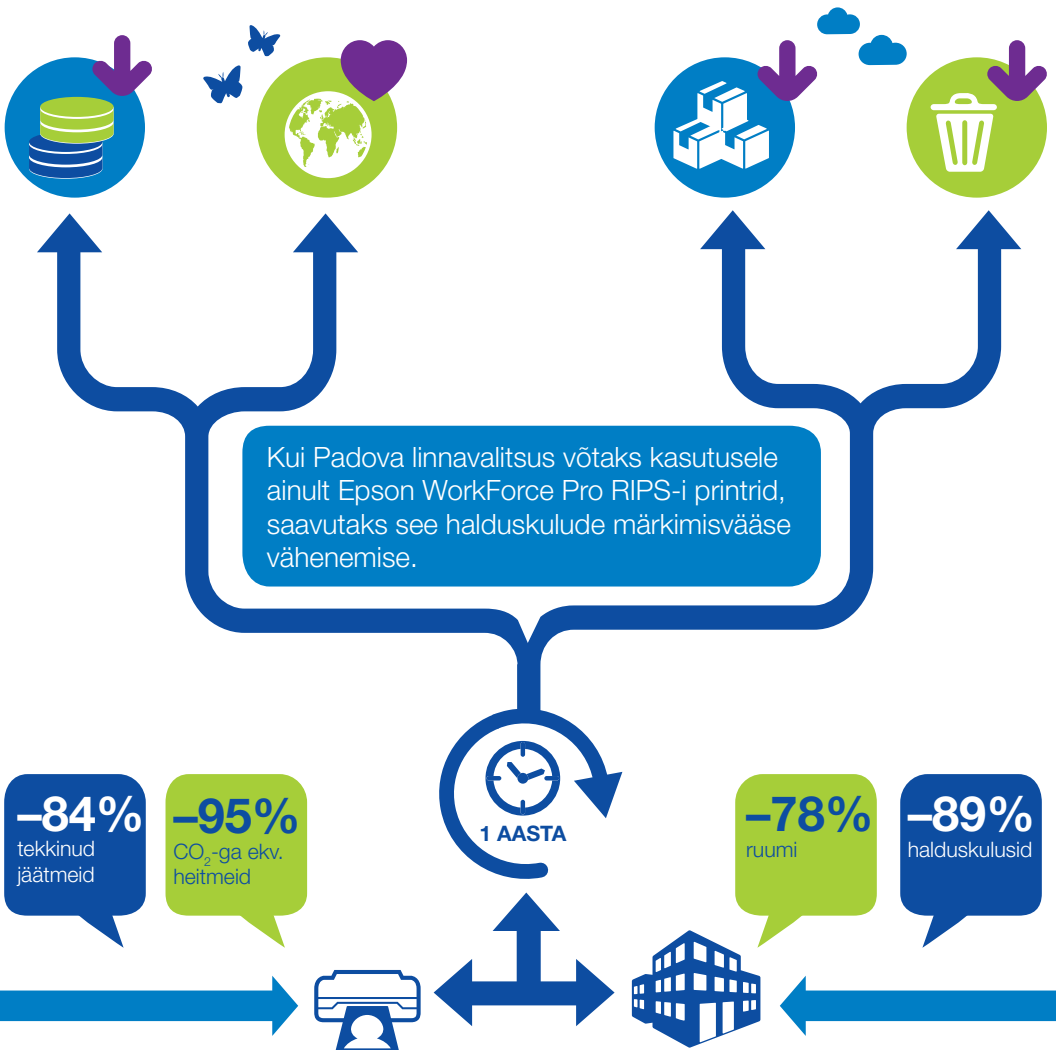 Kui Padova linnavalitsus võtaks kasutusele
ainult Epson WorkForce Pro RIPS-i printrid,
saavutaks see halduskulude märkimisväärse
vähenemise.
1 AASTA
–84%
tekkinud
jäätmeid
–95%
CO₂-ga ekv.
heitmeid
–78%
ruumi
–89%
halduskulusid